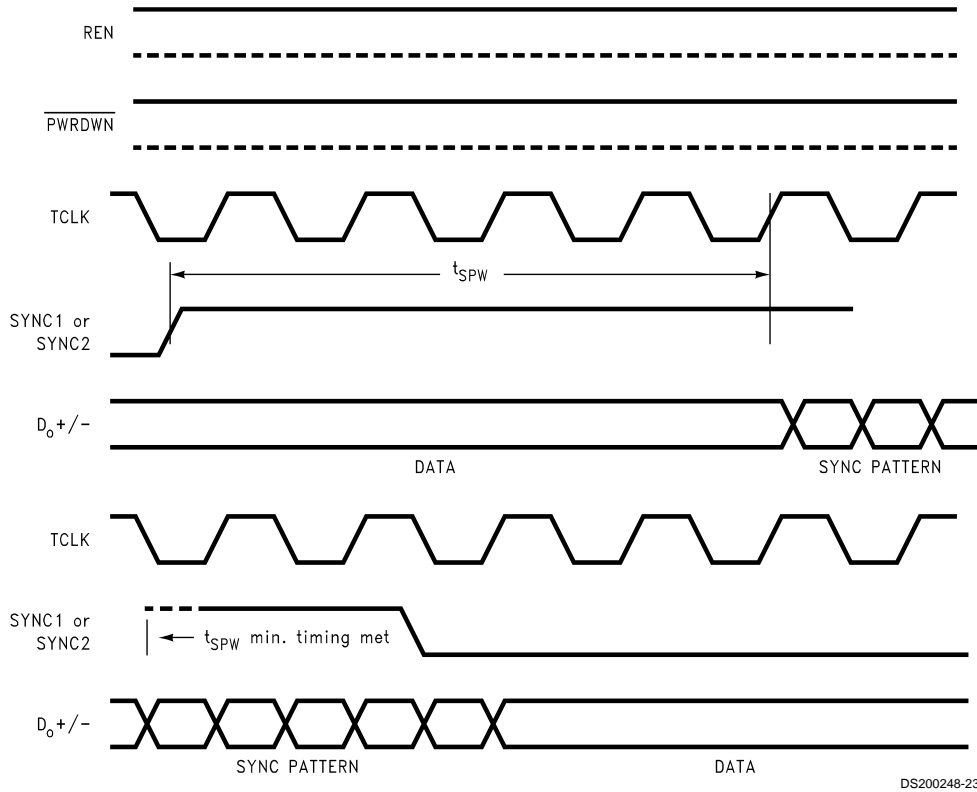 REN
PWRDWN
TCLK
tSPW
SYNC1 or
SYNC2
Do+/-
DATA
SYNC PATTERN
TCLK
SYNC1 or
SYNC2
tSPW min. timing met
Do+/-
SYNC PATTERN
DATA
DS200248-23